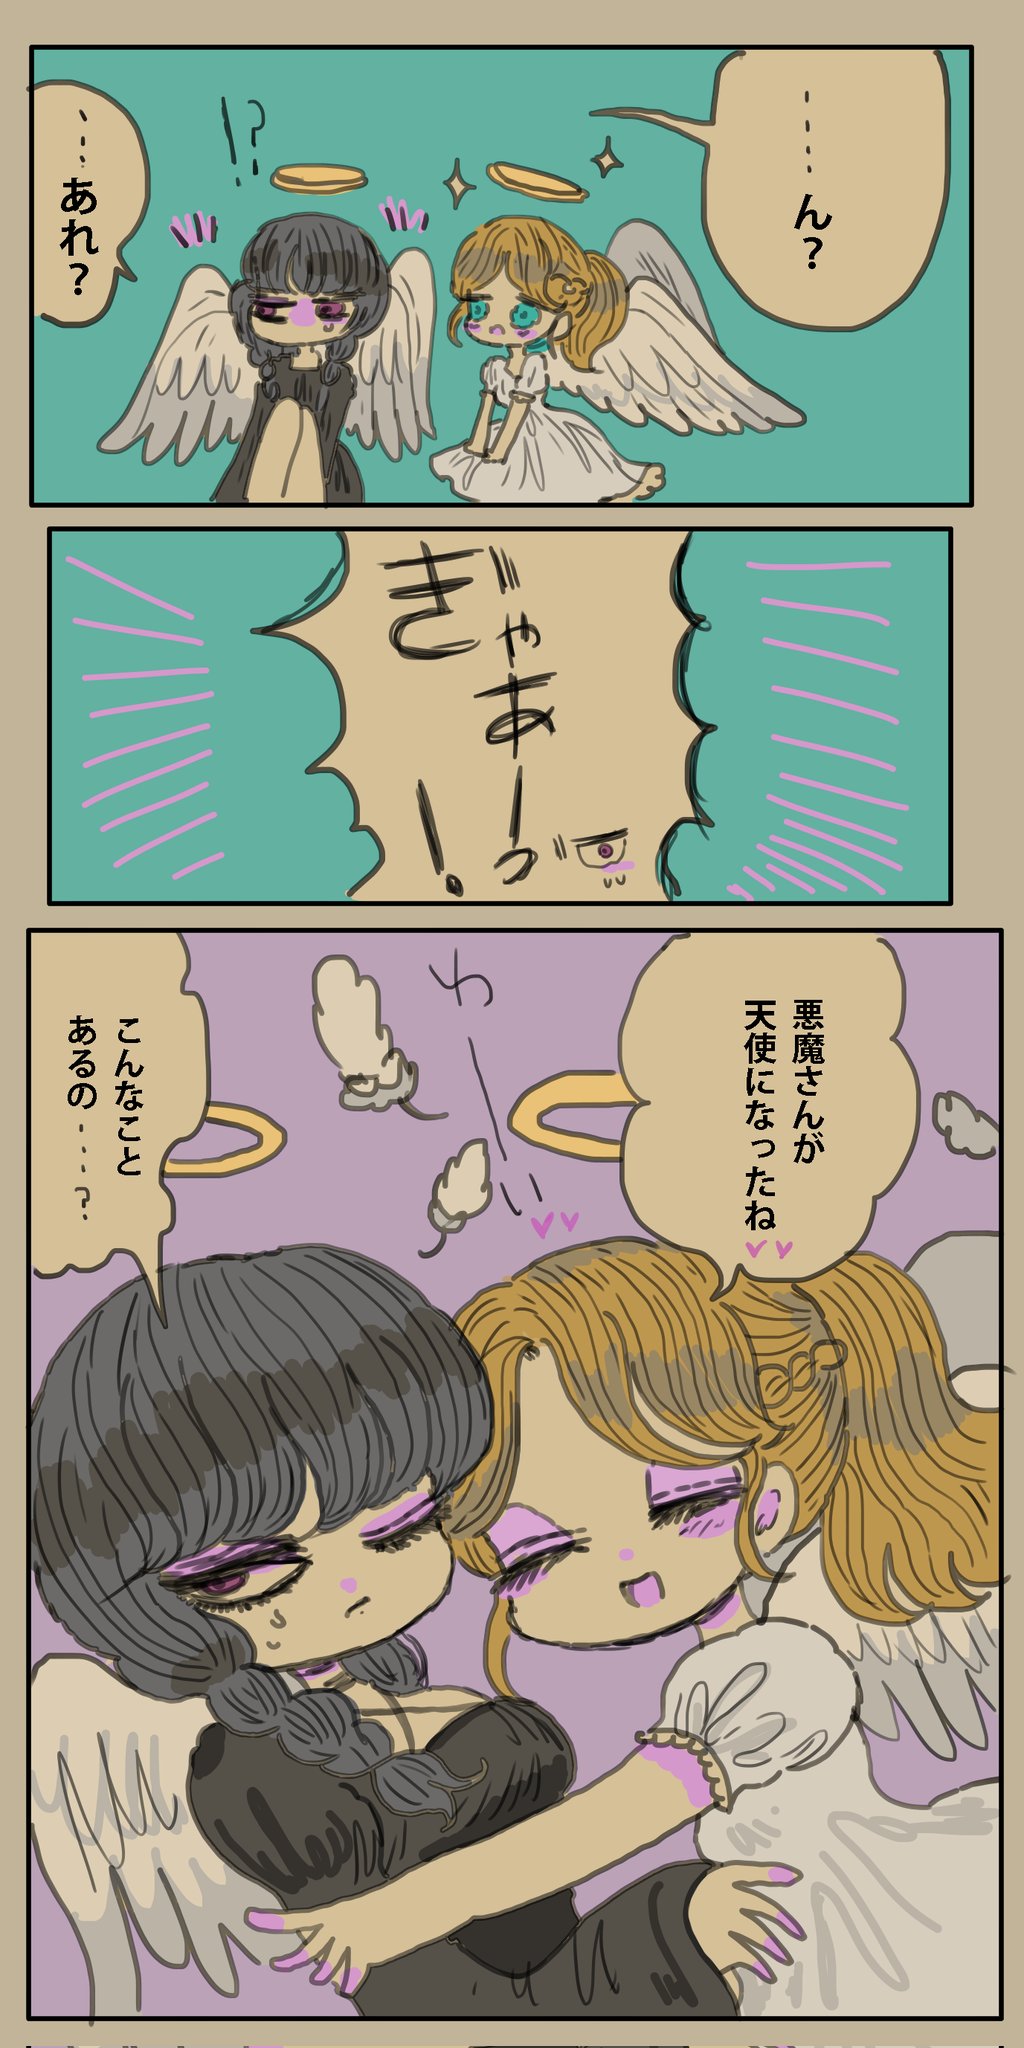 ………ん？
!?
……あれ？
ぎゃあーっ！
悪魔さんが
天使になったね♥♥
わーい♥♥
こんなこと
あるの……？